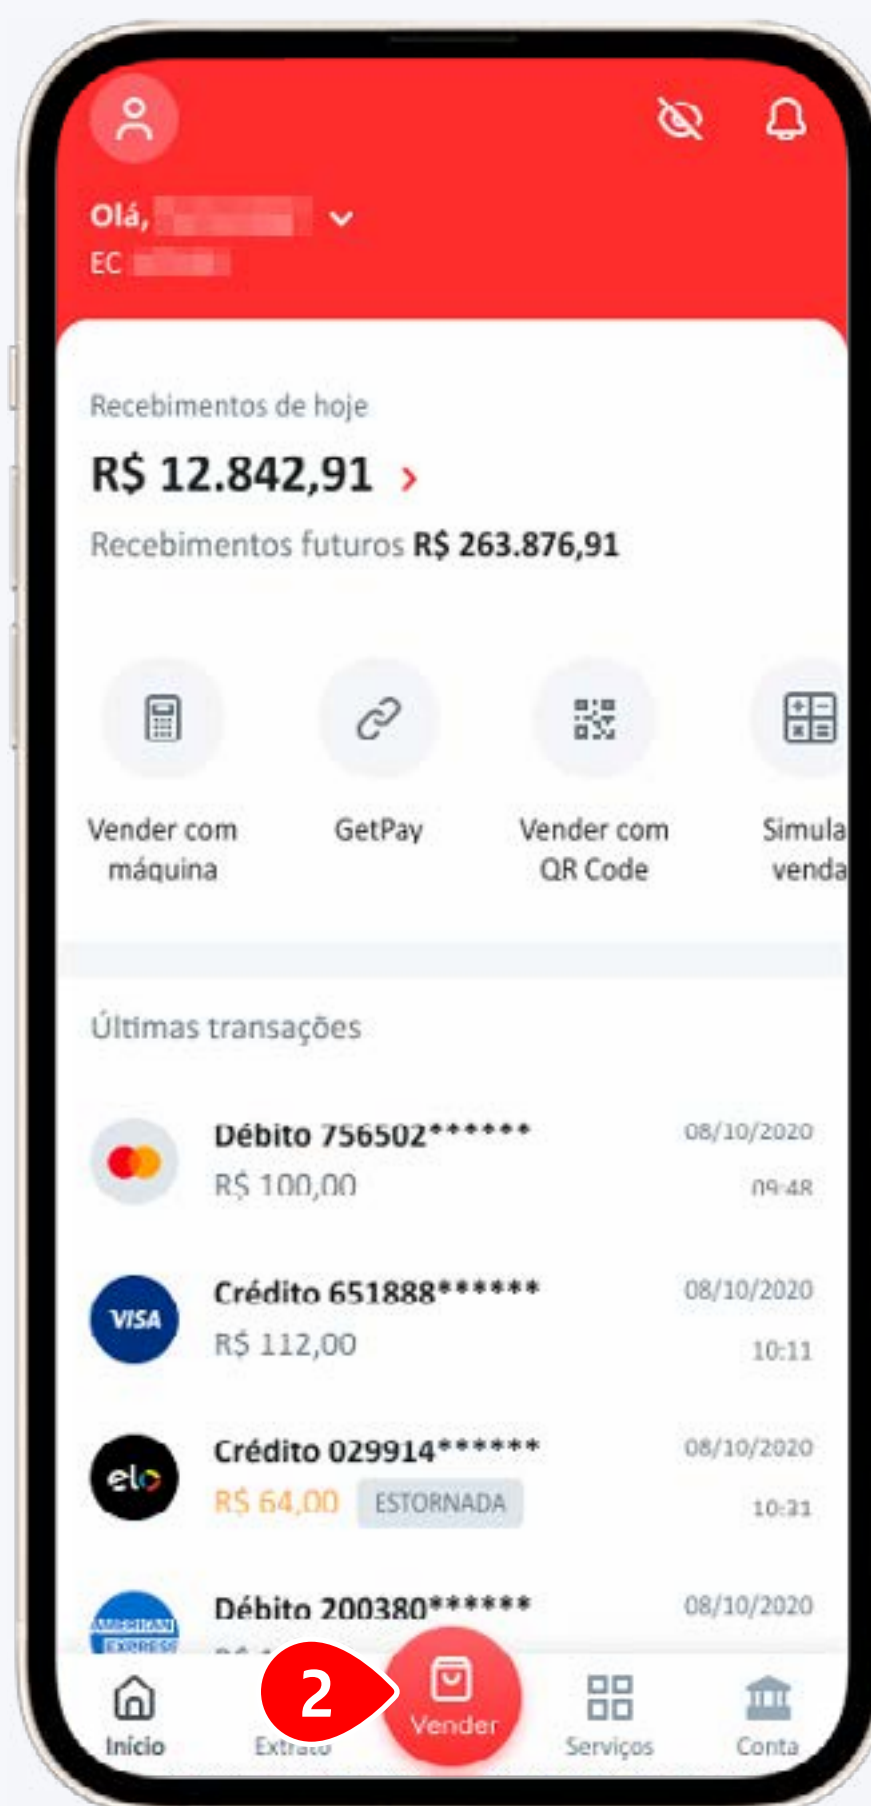 Olá,
EC
Recebimentos de hoje
R$ 12.842,91
Recebimentos futuros R$ 263.876,91
Vender com
máquina
GetPay
Vender com
QR Code
Simula
venda
Últimas transações
Débito 756502******
08/10/2020
R$ 100,00
09:48
VISA
Crédito 651888******
08/10/2020
R$ 112,00
10:11
elo
Crédito 029914******
08/10/2020
R$ 64,00
ESTORNADA
10:31
AMERICAN
EXPRESS
Débito 200380******
08/10/2020
2
Início
Extrato
Vender
Serviços
Conta